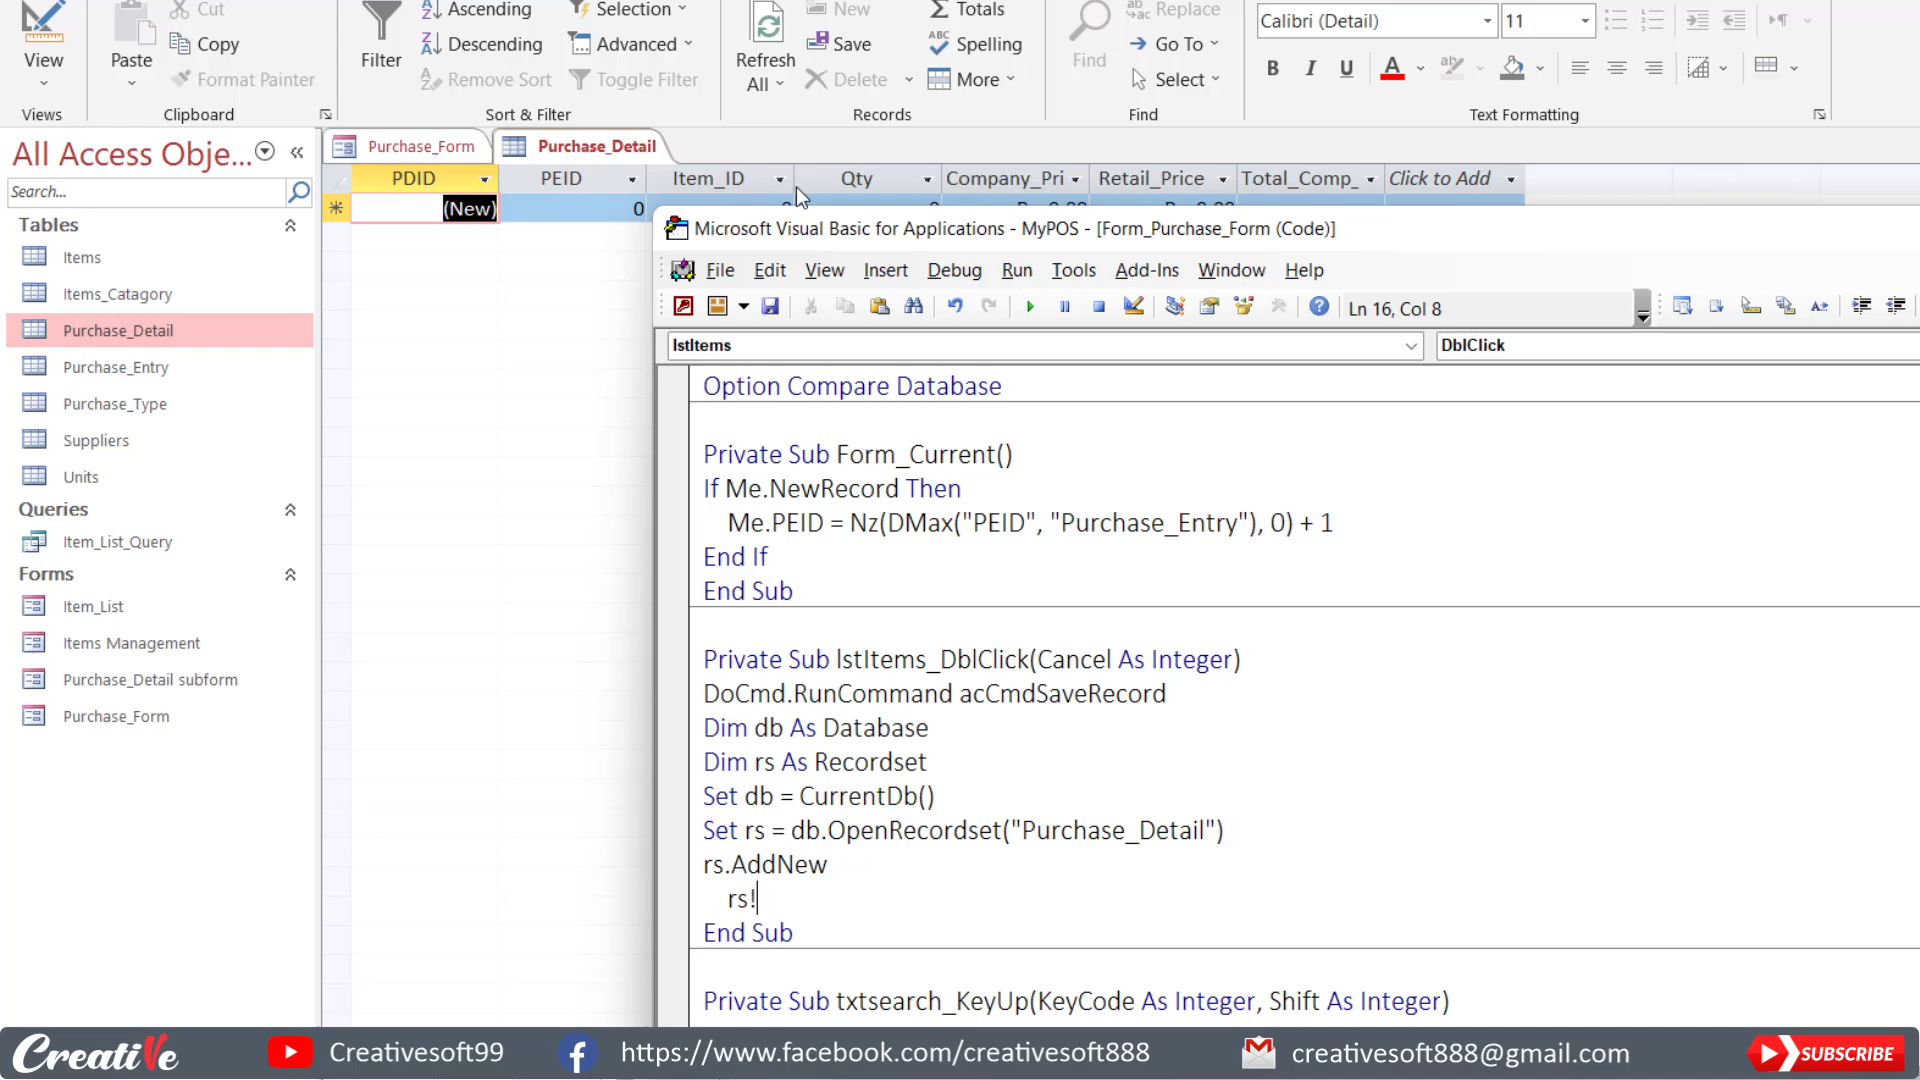 Cut
Copy
Format Painter
View
Paste
Views
Clipboard
Filter
Ascending
Descending
Remove Sort
Selection
Advanced
Toggle Filter
Sort & Filter
Refresh
All
New
Save
Delete
Totals
Spelling
More
Records
Find
Replace
Go To
Select
Find
Calibri (Detail)
11
B I U A
Text Formatting
All Access Obje...
Search...
Tables
Items
Items_Catagory
Purchase_Detail
Purchase_Entry
Purchase_Type
Suppliers
Units
Queries
Item_List_Query
Forms
Item_List
Items Management
Purchase_Detail subform
Purchase_Form
Purchase_Form Purchase_Detail
PDID PEID Item_ID Qty Company_Pri Retail_Price Total_Comp_ Click to Add
(New) 0
Microsoft Visual Basic for Applications - MyPOS - [Form_Purchase_Form (Code)]
File Edit View Insert Debug Run Tools Add-Ins Window Help
Ln 16, Col 8
lstItems DblClick
Option Compare Database
Private Sub Form_Current()
If Me.NewRecord Then
Me.PEID = Nz(DMax("PEID", "Purchase_Entry"), 0) + 1
End If
End Sub
Private Sub lstItems_DblClick(Cancel As Integer)
DoCmd.RunCommand acCmdSaveRecord
Dim db As Database
Dim rs As Recordset
Set db = CurrentDb()
Set rs = db.OpenRecordset("Purchase_Detail")
rs.AddNew
rs!
End Sub
Private Sub txtsearch_KeyUp(KeyCode As Integer, Shift As Integer)
CreatiVe Creativesoft99 https://www.facebook.com/creativesoft888 creativesoft888@gmail.com SUBSCRIBE